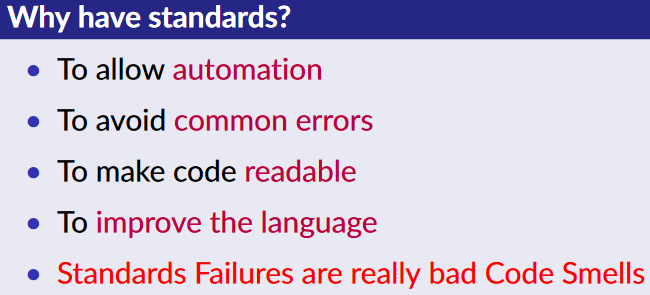 Why have standards?
• To allow automation
• To avoid common errors
• To make code readable
• To improve the language
• Standards Failures are really bad Code Smells